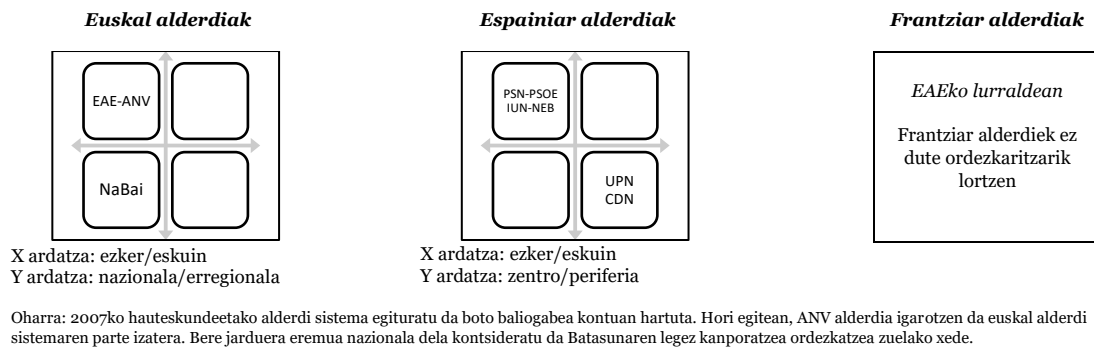 Euskal alderdiak
Espainiar alderdiak
Frantziar alderdiak
EAE-ANV
NaBai
X ardatza: ezker/eskuin
Y ardatza: nazionala/erregionala
PSN-PSOE
IUN-NEB
UPN
CDN
X ardatza: ezker/eskuin
Y ardatza: zentro/periferia
EAEko lurraldean
Frantziar alderdiek ez
dute ordezkaritzarik
lortzen
Oharra: 2007ko hauteskundeetako alderdi sistema egituratu da boto baliogabea kontuan hartuta. Hori egitean, ANV alderdia igarotzen da euskal alderdi
sistemaren parte izatera. Bere jarduera eremua nazionala dela kontsideratu da Batasunaren legez kanporatzea ordezkatzea zuelako xede.